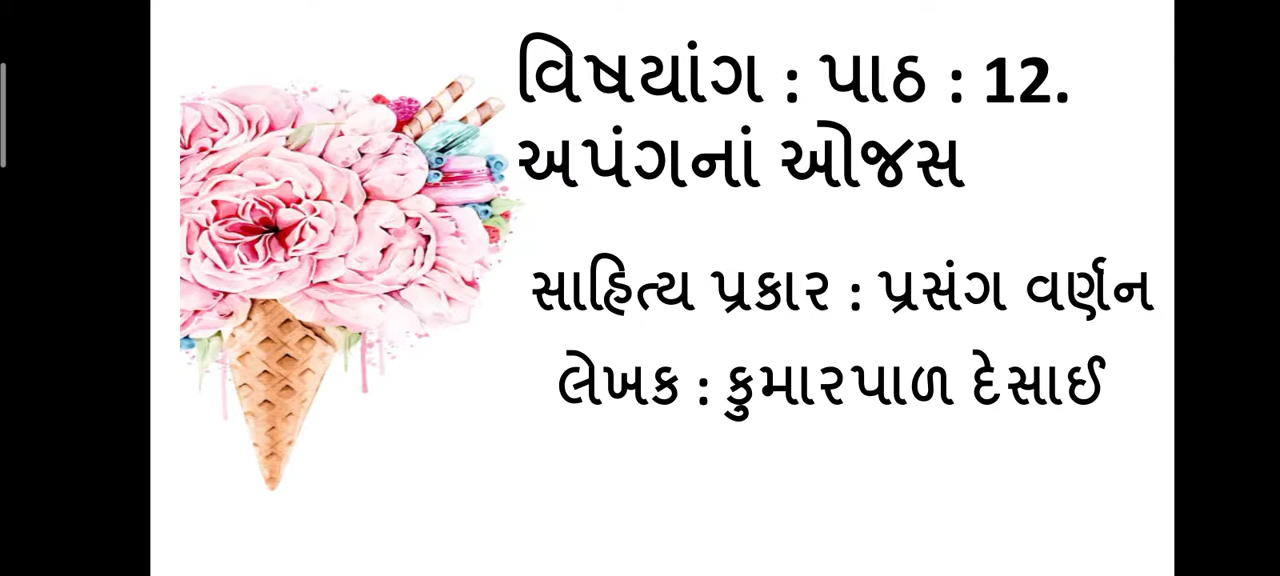 વિષયાંગ : પાઠ : 12.
અપંગનાં ઓજસ
સાહિત્ય પ્રકાર : પ્રસંગ વર્ણન
લેખક : કુમારપાળ દેસાઈ